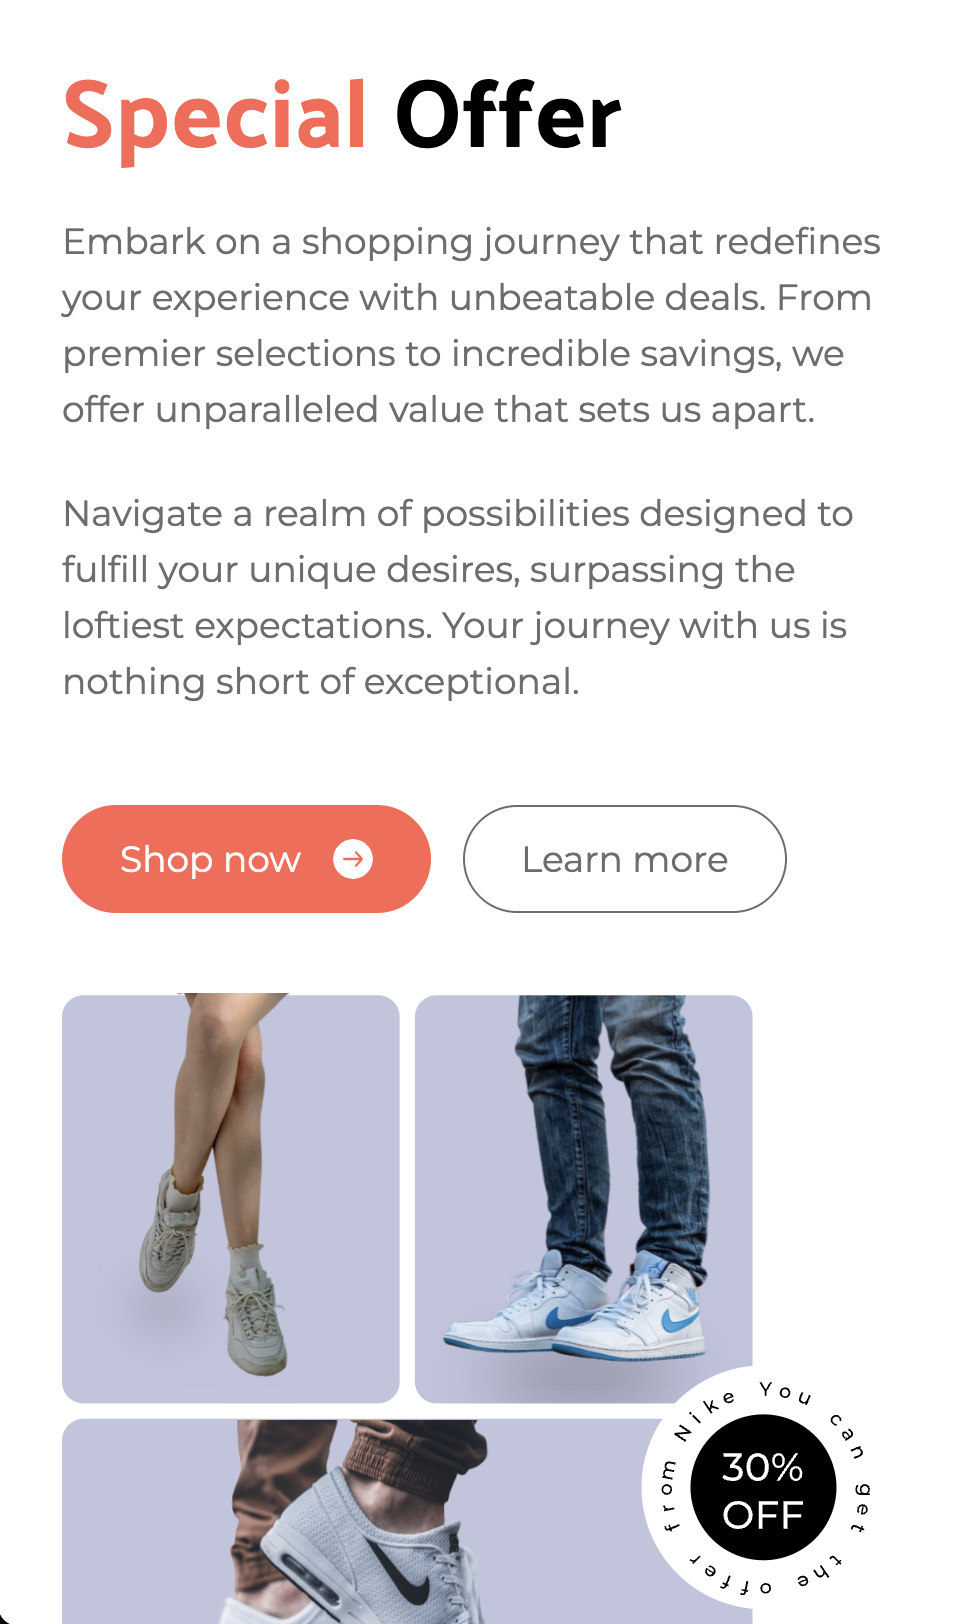 Special Offer
Embark on a shopping journey that redefines
your experience with unbeatable deals. From
premier selections to incredible savings, we
offer unparalleled value that sets us apart.
Navigate a realm of possibilities designed to
fulfill your unique desires, surpassing the
loftiest expectations. Your journey with us is
nothing short of exceptional.
Shop now
Learn more
You can get the offer from Nike
30%
OFF